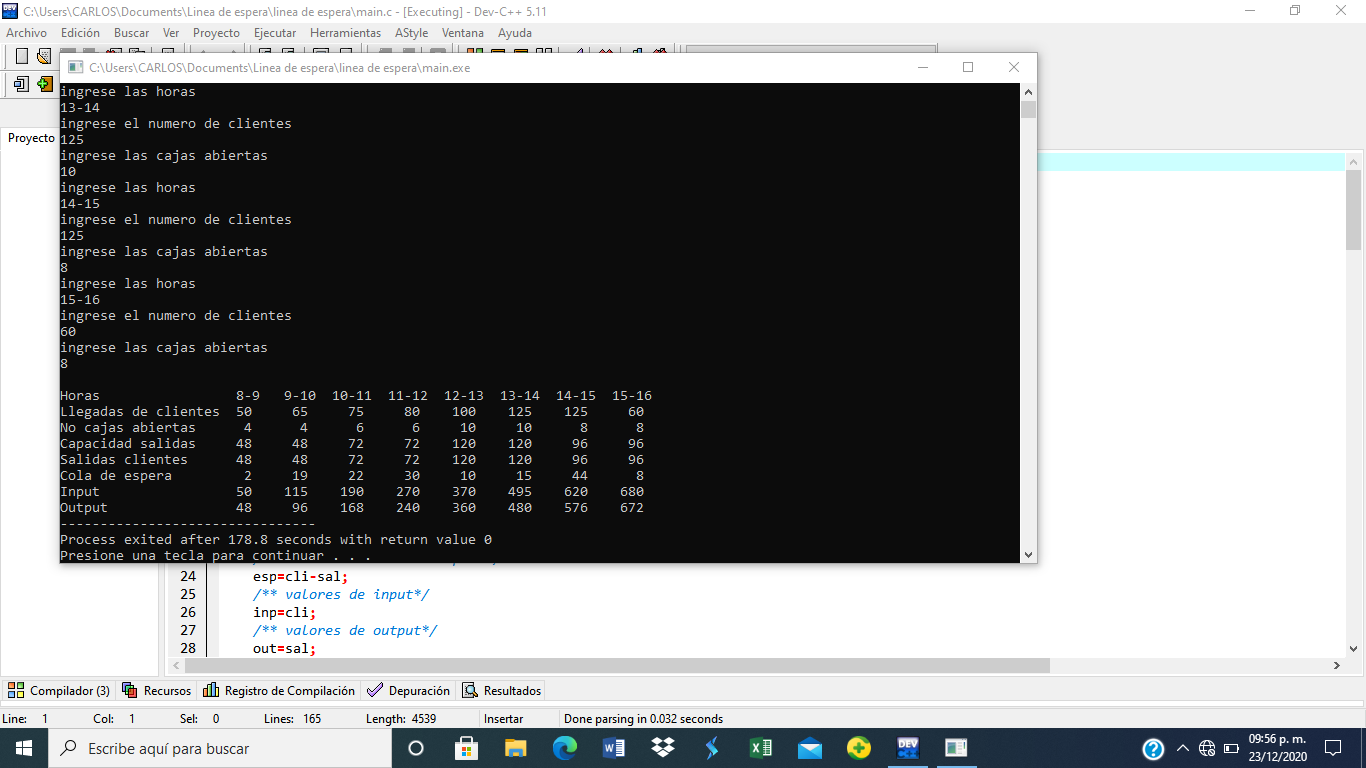 C:\Users\CARLOS\Documents\Linea de espera\linea de espera\main.c - [Executing] - Dev-C++ 5.11
Archivo Edición Buscar Ver Proyecto Ejecutar Herramientas AStyle Ventana Ayuda
C:\Users\CARLOS\Documents\Linea de espera\linea de espera\main.exe
Proyecto
ingrese las horas
13-14
ingrese el numero de clientes
125
ingrese las cajas abiertas
10
ingrese las horas
14-15
ingrese el numero de clientes
125
ingrese las cajas abiertas
8
ingrese las horas
15-16
ingrese el numero de clientes
60
ingrese las cajas abiertas
8
Horas 8-9 9-10 10-11 11-12 12-13 13-14 14-15 15-16
Llegadas de clientes 50 65 75 80 100 125 125 60
No cajas abiertas 4 4 6 6 10 10 8 8
Capacidad salidas 48 48 72 72 120 120 96 96
Salidas clientes 48 48 72 72 120 120 96 96
Cola de espera 2 19 22 30 10 15 44 8
Input 50 115 190 270 370 495 620 680
Output 48 96 168 240 360 480 576 672
--------------------------------
Process exited after 178.8 seconds with return value 0
Presione una tecla para continuar . . .
24 esp=cli-sal;
25 /** valores de input*/
26 inp=cli;
27 /** valores de output*/
28 out=sal;
Compilador (3) Recursos Registro de Compilación Depuración Resultados
Line: 1 Col: 1 Sel: 0 Lines: 165 Length: 4539 Insertar Done parsing in 0.032 seconds
Escribe aquí para buscar
DEV
09:56 p. m.
23/12/2020